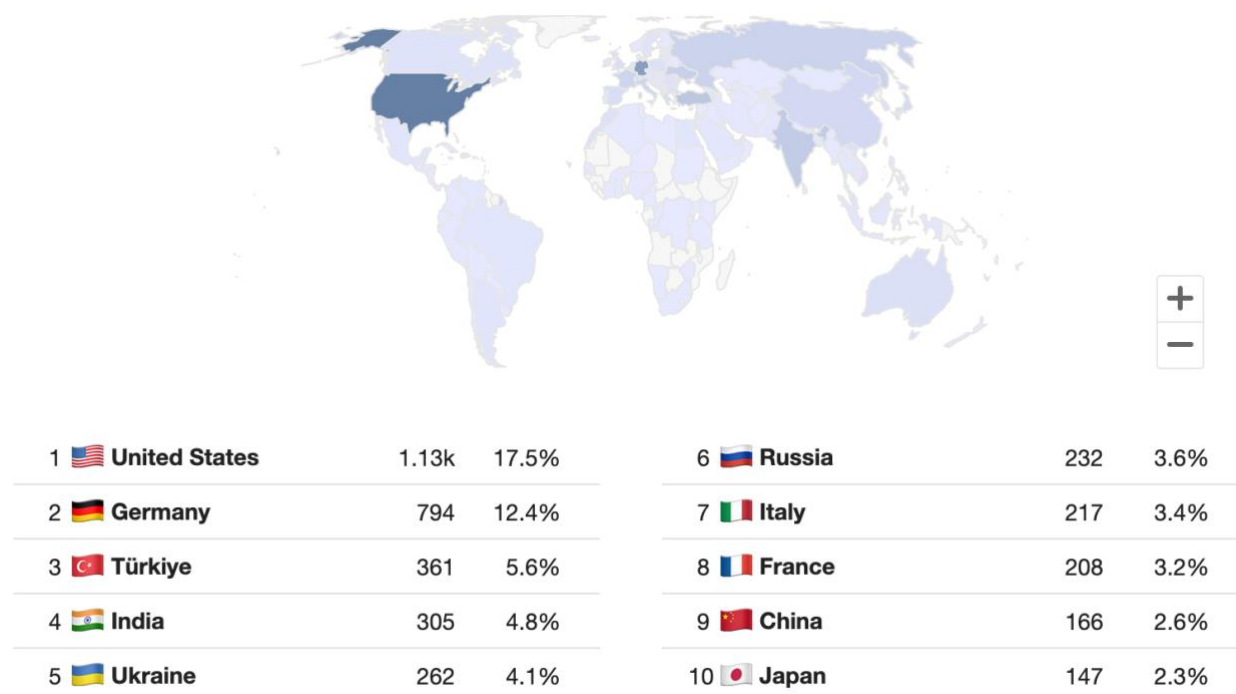 1 United States 1.13k 17.5%
2 Germany 794 12.4%
3 Türkiye 361 5.6%
4 India 305 4.8%
5 Ukraine 262 4.1%
6 Russia 232 3.6%
7 Italy 217 3.4%
8 France 208 3.2%
9 China 166 2.6%
10 Japan 147 2.3%